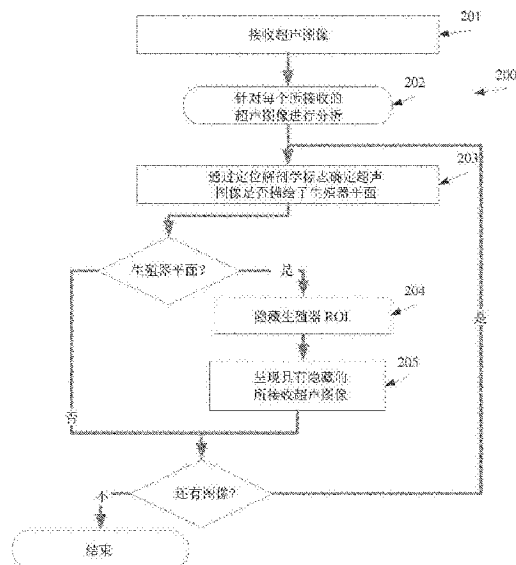 201
接收超声图像
202
200
针对每个所接收的
超声图像进行分析
203
透过定位解剖学标志确定超声
图像是否描绘了生殖器平面
生殖器平面？
是
204
隐藏生殖器 ROI
是
205
呈现具有隐藏的
所接收超声图像
否
还有图像？
不
结束